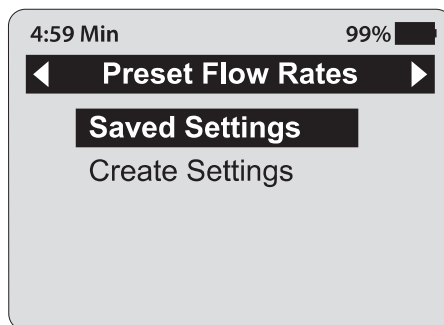 4:59 Min 99%
Preset Flow Rates
Saved Settings
Create Settings